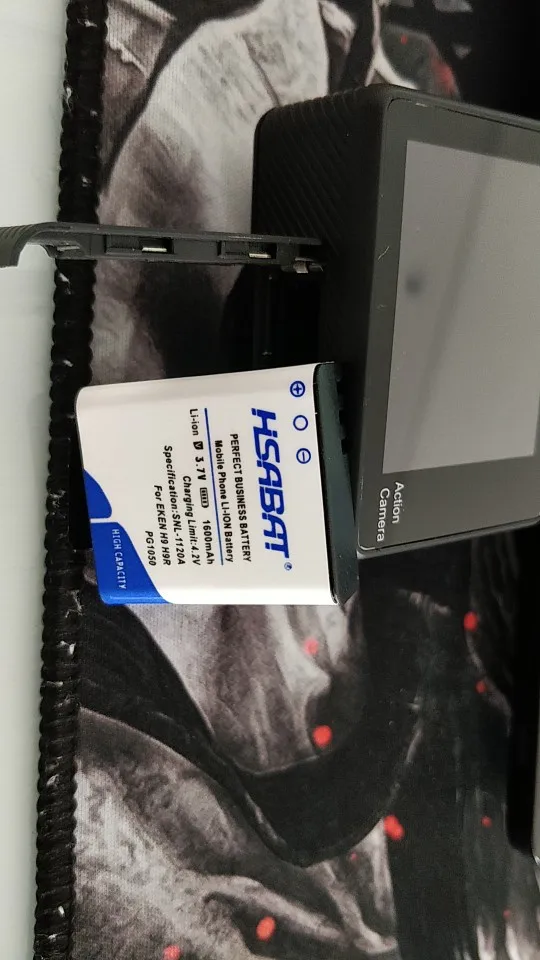 HSABAT®
PERFECT BUSINESS BATTERY
Mobile Phone Li-ION Battery
Li-ion 3.7V 1600mAh
Charging Limit:4.2V
Specification:SNL-1120A
For EKEN H9 H9R
PG1050
HIGH CAPACITY
Action
Camera